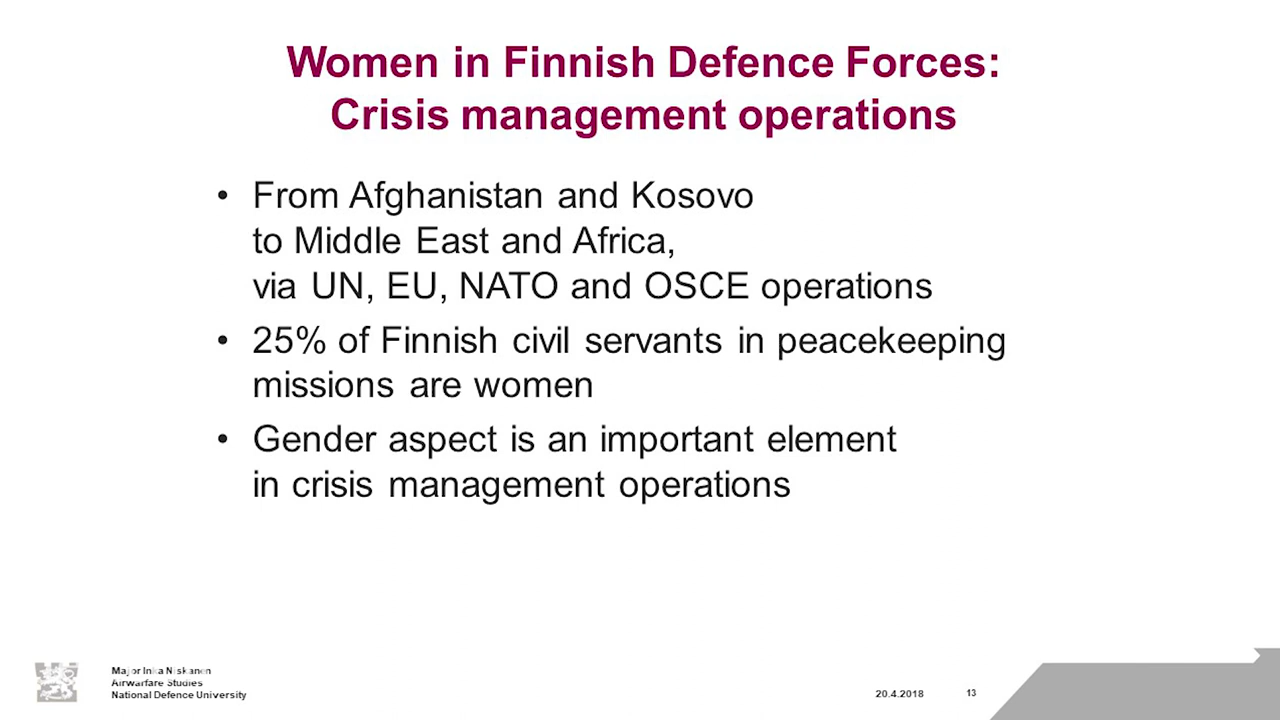 Women in Finnish Defence Forces:
Crisis management operations
• From Afghanistan and Kosovo
to Middle East and Africa,
via UN, EU, NATO and OSCE operations
• 25% of Finnish civil servants in peacekeeping
missions are women
• Gender aspect is an important element
in crisis management operations
Major Inka Niskanen
Airwarfare Studies
National Defence University
20.4.2018
13